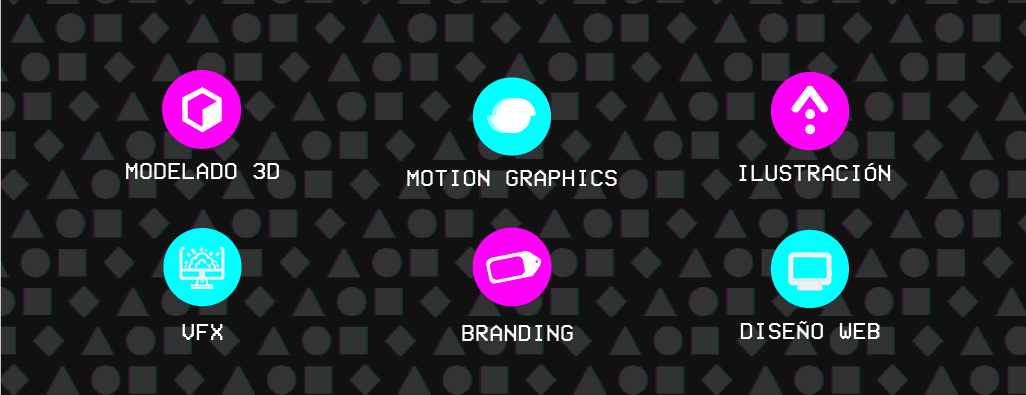 MODELADO 3D
MOTION GRAPHICS
ILUSTRACIÓN
VFX
BRANDING
DISEÑO WEB